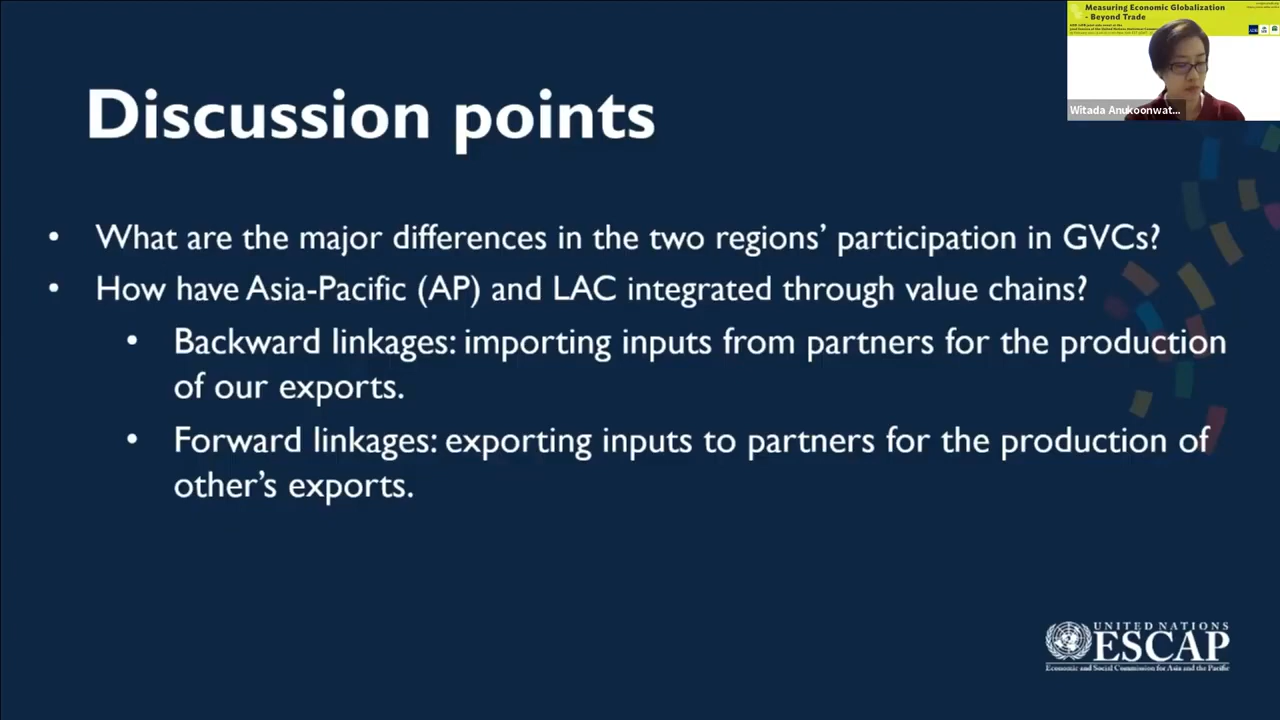 Measuring Economic Globalization
- Beyond Trade
Witada Anukoonwat...
Discussion points
• What are the major differences in the two regions' participation in GVCs?
• How have Asia-Pacific (AP) and LAC integrated through value chains?
• Backward linkages: importing inputs from partners for the production
of our exports.
• Forward linkages: exporting inputs to partners for the production of
other's exports.
UNITED NATIONS
ESCAP
Economic and Social Commission for Asia and the Pacific